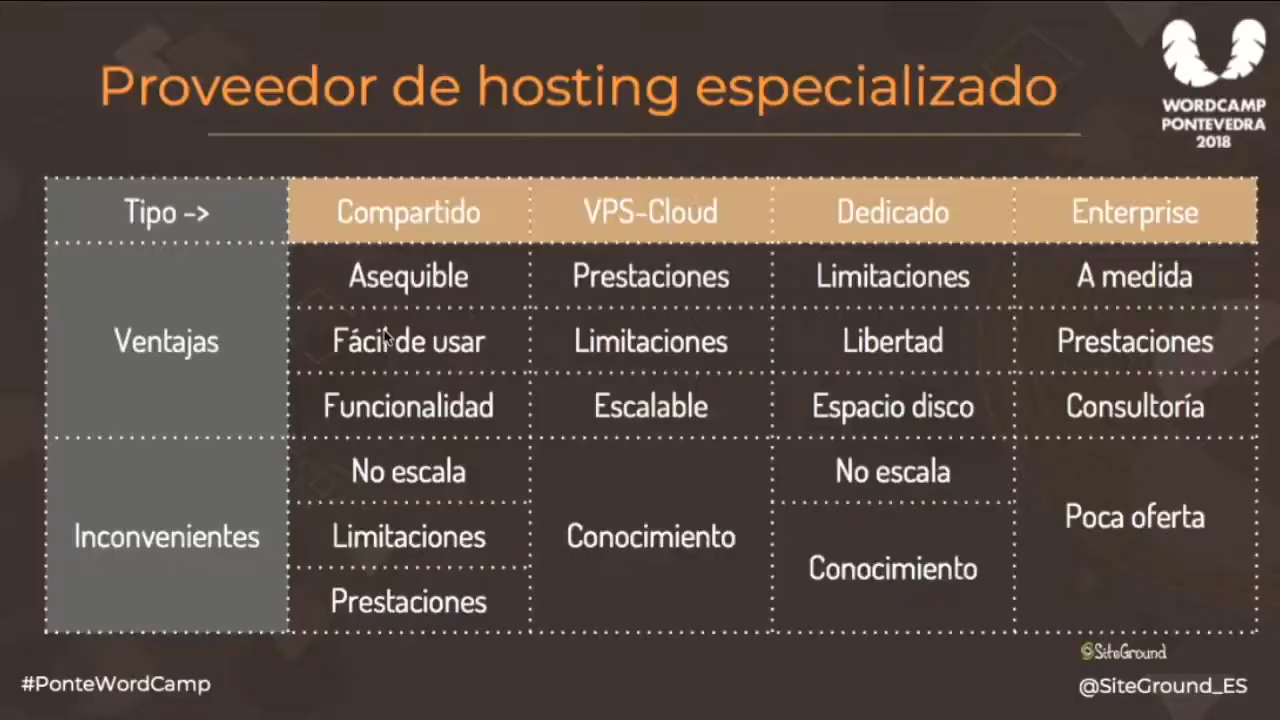 Proveedor de hosting especializado
WORDCAMP
PONTEVEDRA
2018
Tipo -> Compartido VPS-Cloud Dedicado Enterprise
Ventajas
Asequible Prestaciones Limitaciones A medida
Fácil de usar Limitaciones Libertad Prestaciones
Funcionalidad Escalable Espacio disco Consultoría
Inconvenientes
No escala Conocimiento No escala Poca oferta
Limitaciones Conocimiento
Prestaciones
SiteGround
#PonteWordCamp
@SiteGround_ES